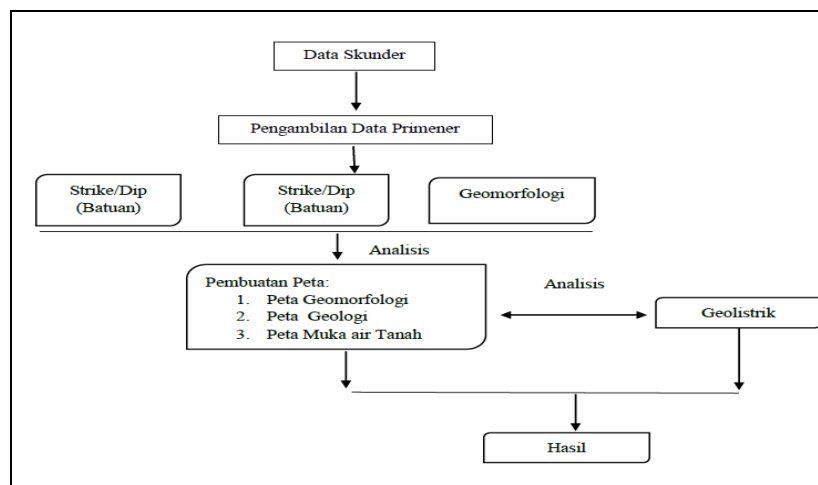 Data Skunder
Pengambilan Data Primener
Strike/Dip
(Batuan)
Strike/Dip
(Batuan)
Geomorfologi
Analisis
Pembuatan Peta:
1. Peta Geomorfologi
2. Peta Geologi
3. Peta Muka air Tanah
Analisis
Geolistrik
Hasil